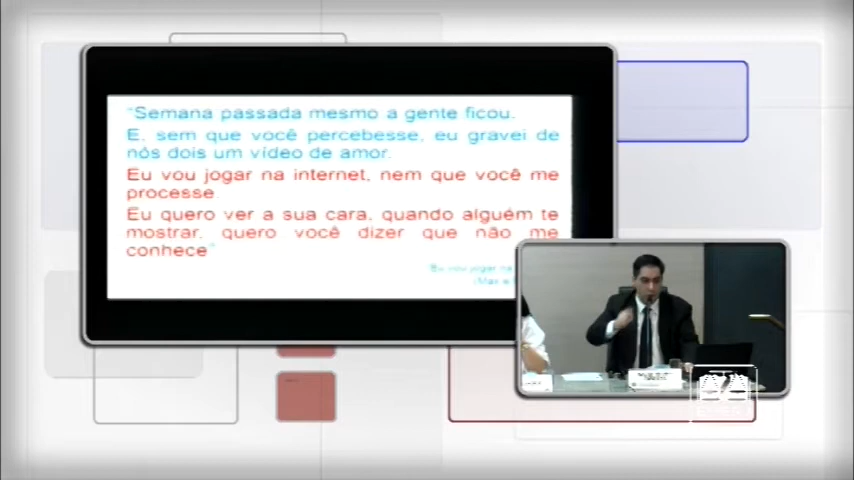 "Semana passada mesmo a gente ficou.
E, sem que você percebesse, eu gravei de
nós dois um vídeo de amor.
Eu vou jogar na internet, nem que você me
processe.
Eu quero ver a sua cara, quando alguém te
mostrar, quero você dizer que não me
conhece"
Eu vou jogar na